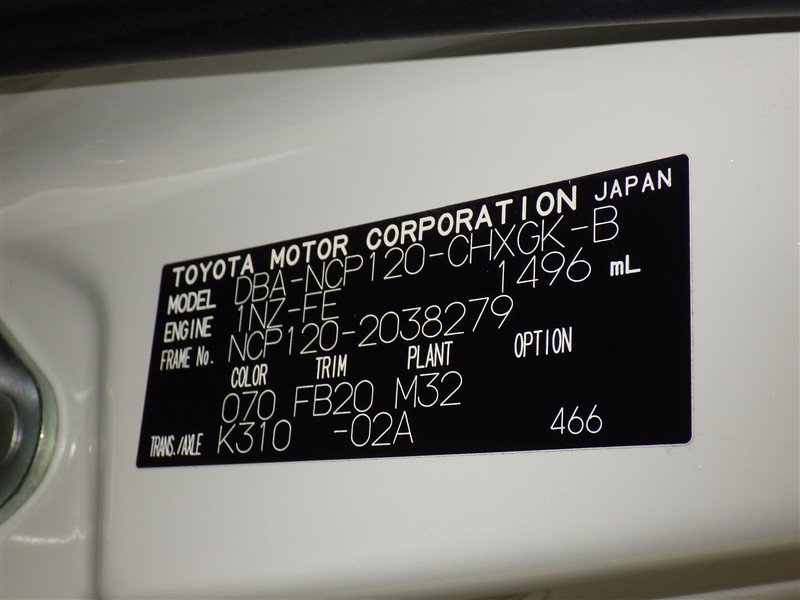 TOYOTA MOTOR CORPORATION JAPAN
MODEL DBA-NCP120-CHXGK-B
ENGINE 1NZ-FE 1496 mL
FRAME No. NCP120-2038279
COLOR TRIM PLANT OPTION
070 FB20 M32
TRANS./AXLE K310 -02A 466